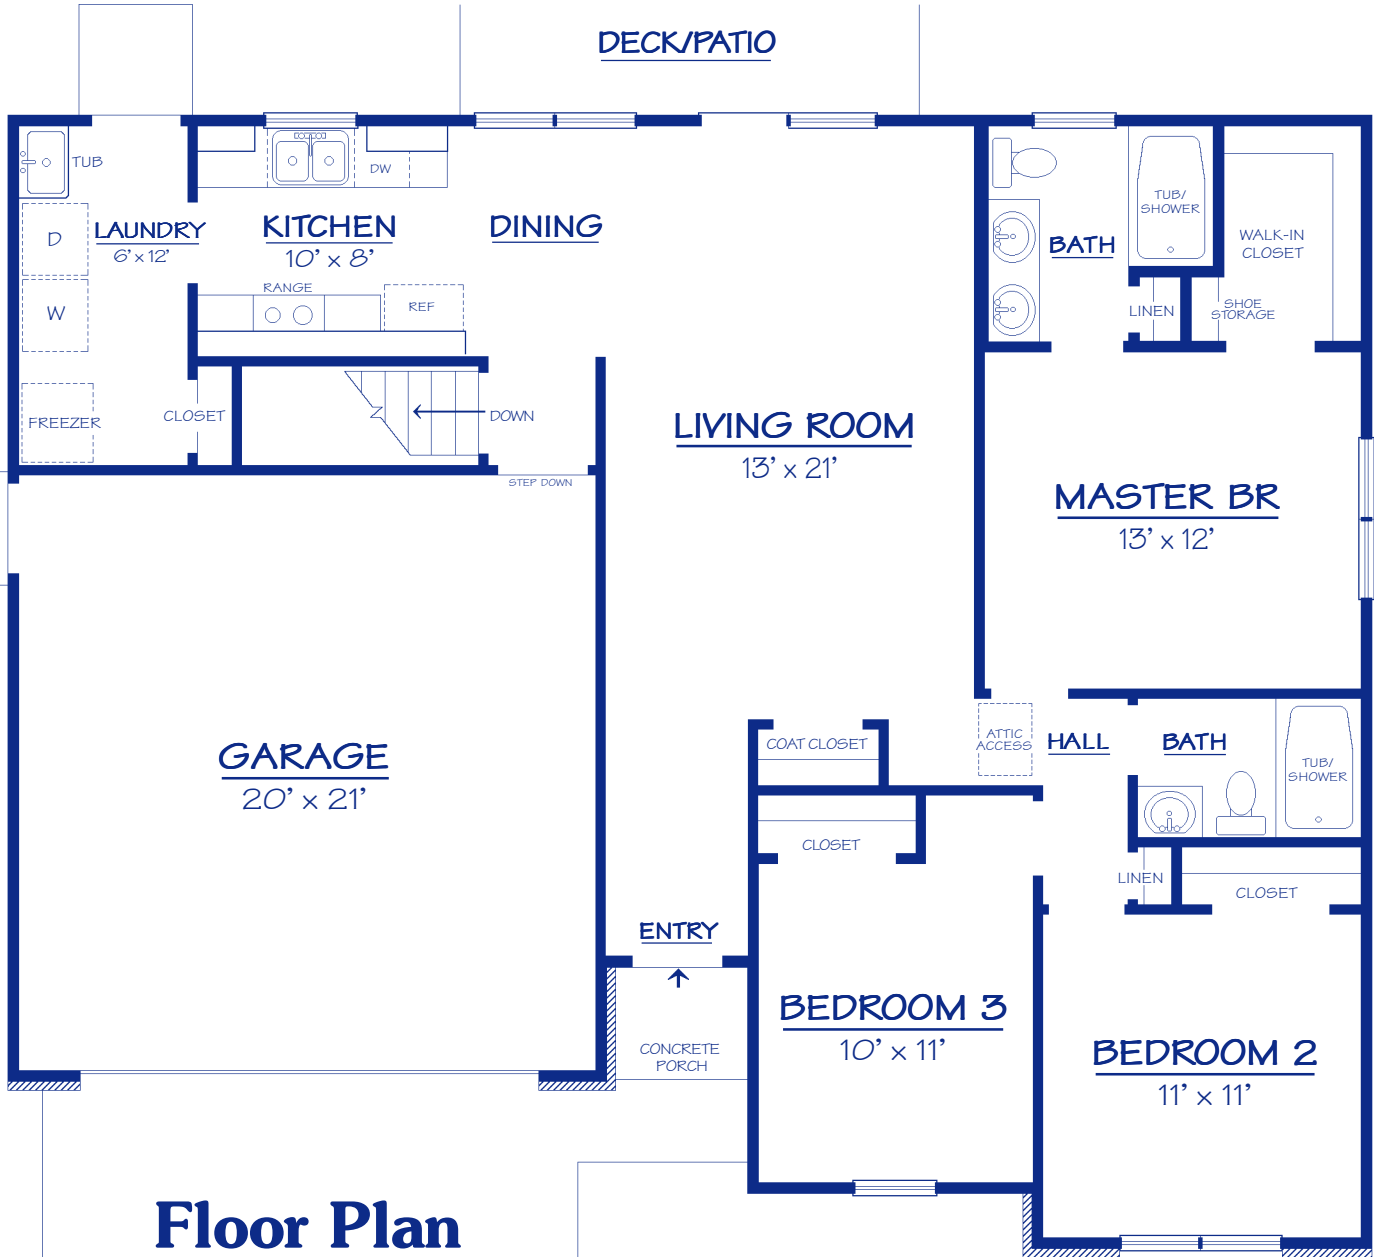 DECK/PATIO
TUB
D
LAUNDRY
6' x 12'
W
FREEZER
CLOSET
KITCHEN
10' x 8'
DW
RANGE
REF
DINING
DOWN
STEP DOWN
LIVING ROOM
13' x 21'
BATH
TUB/
SHOWER
LINEN
WALK-IN
CLOSET
SHOE
STORAGE
MASTER BR
13' x 12'
GARAGE
20' x 21'
COAT CLOSET
ATTIC
ACCESS
HALL
BATH
TUB/
SHOWER
CLOSET
LINEN
CLOSET
ENTRY
CONCRETE
PORCH
BEDROOM 3
10' x 11'
BEDROOM 2
11' x 11'
Floor Plan